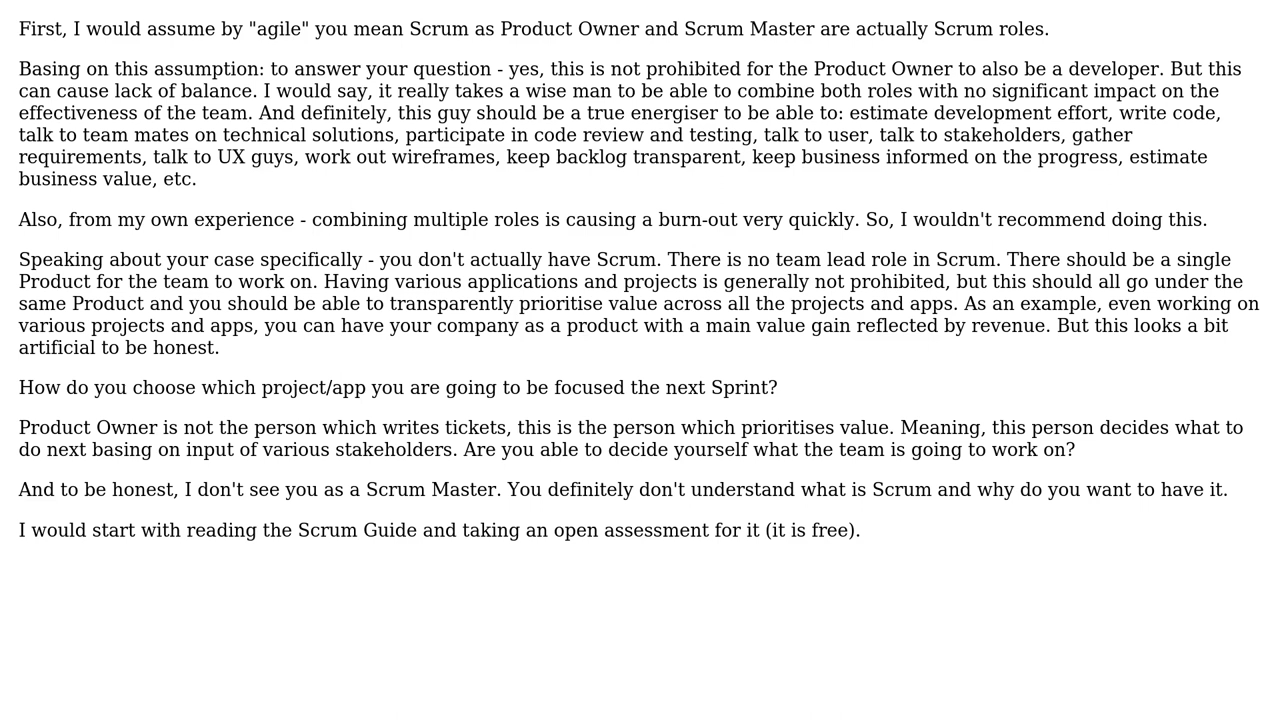 First, I would assume by "agile" you mean Scrum as Product Owner and Scrum Master are actually Scrum roles.
Basing on this assumption: to answer your question - yes, this is not prohibited for the Product Owner to also be a developer. But this
can cause lack of balance. I would say, it really takes a wise man to be able to combine both roles with no significant impact on the
effectiveness of the team. And definitely, this guy should be a true energiser to be able to: estimate development effort, write code,
talk to team mates on technical solutions, participate in code review and testing, talk to user, talk to stakeholders, gather
requirements, talk to UX guys, work out wireframes, keep backlog transparent, keep business informed on the progress, estimate
business value, etc.
Also, from my own experience - combining multiple roles is causing a burn-out very quickly. So, I wouldn't recommend doing this.
Speaking about your case specifically - you don't actually have Scrum. There is no team lead role in Scrum. There should be a single
Product for the team to work on. Having various applications and projects is generally not prohibited, but this should all go under the
same Product and you should be able to transparently prioritise value across all the projects and apps. As an example, even working on
various projects and apps, you can have your company as a product with a main value gain reflected by revenue. But this looks a bit
artificial to be honest.
How do you choose which project/app you are going to be focused the next Sprint?
Product Owner is not the person which writes tickets, this is the person which prioritises value. Meaning, this person decides what to
do next basing on input of various stakeholders. Are you able to decide yourself what the team is going to work on?
And to be honest, I don't see you as a Scrum Master. You definitely don't understand what is Scrum and why do you want to have it.
I would start with reading the Scrum Guide and taking an open assessment for it (it is free).